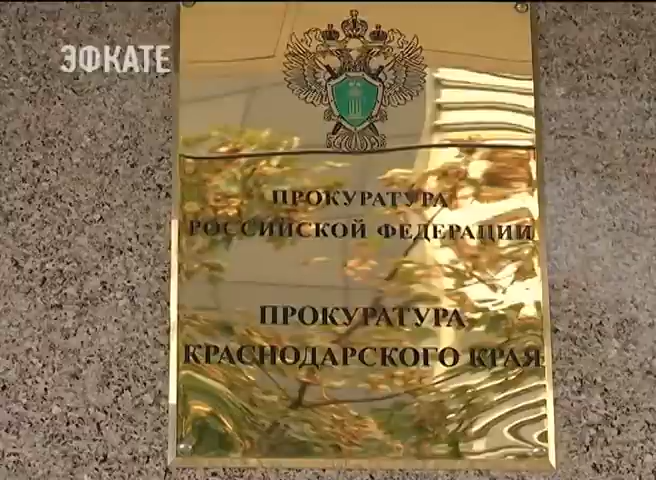 ЭФКАТЕ
ПРОКУРАТУРА
РОССИЙСКОЙ ФЕДЕРАЦИИ
ПРОКУРАТУРА
КРАСНОДАРСКОГО КРАЯ